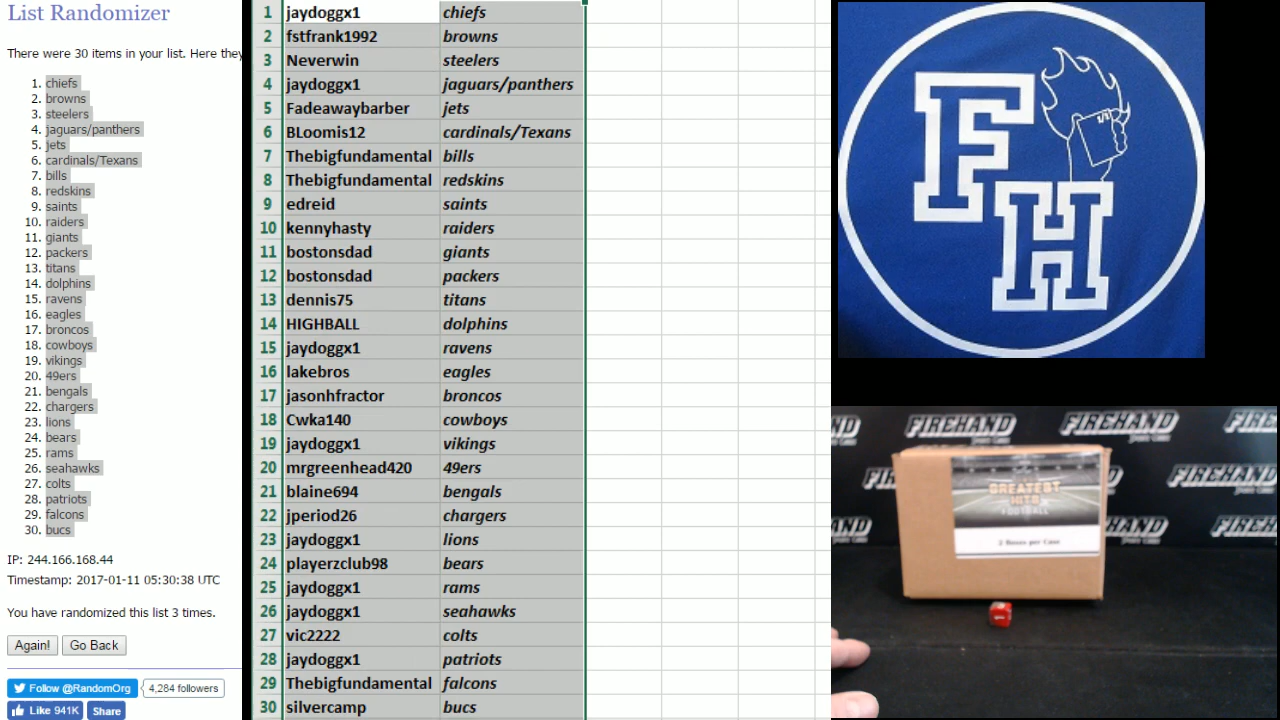 List Randomizer
There were 30 items in your list. Here they
1. chiefs
2. browns
3. steelers
4. jaguars/panthers
5. jets
6. cardinals/Texans
7. bills
8. redskins
9. saints
10. raiders
11. giants
12. packers
13. titans
14. dolphins
15. ravens
16. eagles
17. broncos
18. cowboys
19. vikings
20. 49ers
21. bengals
22. chargers
23. lions
24. bears
25. rams
26. seahawks
27. colts
28. patriots
29. falcons
30. bucs
IP: 244.166.168.44
Timestamp: 2017-01-11 05:30:38 UTC
You have randomized this list 3 times.
Again! Go Back
Follow @RandomOrg 4,284 followers
Like 941K Share
1 jaydoggx1 chiefs
2 fstfrank1992 browns
3 Neverwin steelers
4 jaydoggx1 jaguars/panthers
5 Fadeawaybarber jets
6 BLoomis12 cardinals/Texans
7 Thebigfundamental bills
8 Thebigfundamental redskins
9 edreid saints
10 kennyhasty raiders
11 bostonsdad giants
12 bostonsdad packers
13 dennis75 titans
14 HIGHBALL dolphins
15 jaydoggx1 ravens
16 lakebros eagles
17 jasonhfractor broncos
18 Cwka140 cowboys
19 jaydoggx1 vikings
20 mrgreenhead420 49ers
21 blaine694 bengals
22 jperiod26 chargers
23 jaydoggx1 lions
24 playerzclub98 bears
25 jaydoggx1 rams
26 jaydoggx1 seahawks
27 vic2222 colts
28 jaydoggx1 patriots
29 Thebigfundamental falcons
30 silvercamp bucs
F
H
FIREHAND FIREHAND FIREHAND
GREATEST
HITS
FOOTBALL
2 Boxes per Case